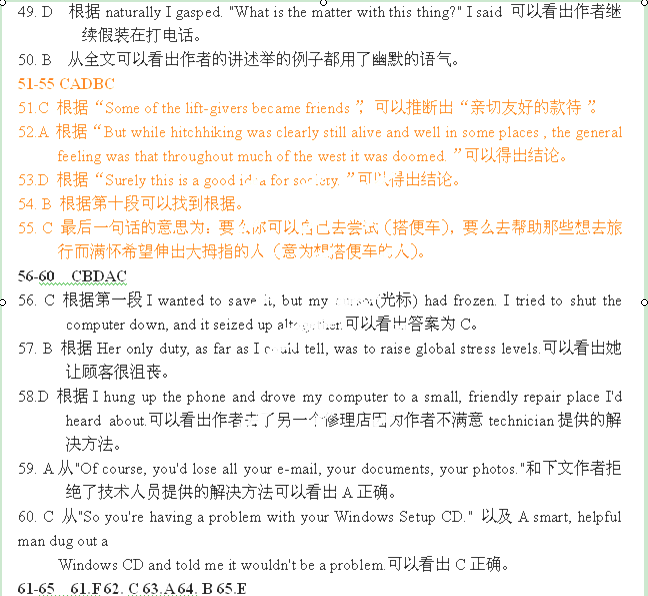 49. D 根据 naturally I gasped. "What is the matter with this thing?" I said 可以看出作者继
续假装在打电话。
50. B 从全文可以看出作者的讲述举的例子都用了幽默的语气。
51-55 CADBC
51.C 根据“Some of the lift-givers became friends ”, 可以推断出“亲切友好的款待 ”。
52.A 根据“But while hitchhiking was clearly still alive and well in some places , the general
feeling was that throughout much of the west it was doomed. ”可以得出结论。
53.D 根据“Surely this is a good idea for society. ”可以得出结论。
54. B 根据第十段可以找到根据。
55. C 最后一句话的意思为：要么你可以自己去尝试（搭便车），要么去帮助那些想去旅
行而满怀希望伸出大拇指的人（意为想搭便车的人）。
56-60 CBDAC
56. C 根据第一段 I wanted to save it, but my (光标) had frozen. I tried to shut the
computer down, and it seized up altogether.可以看出答案为 C。
57. B 根据 Her only duty, as far as I could tell, was to raise global stress levels.可以看出她
让顾客很沮丧。
58.D 根据 I hung up the phone and drove my computer to a small, friendly repair place I'd
heard about.可以看出作者去了另一个修理店因为作者不满意 technician 提供的解
决方法。
59. A 从"Of course, you'd lose all your e-mail, your documents, your photos."和下文作者拒
绝了技术人员提供的解决方法可以看出 A 正确。
60. C 从"So you're having a problem with your Windows Setup CD." 以及 A smart, helpful
man dug out a
Windows CD and told me it wouldn't be a problem.可以看出 C 正确。
61-65 61.F 62. C 63.A 64. B 65.E